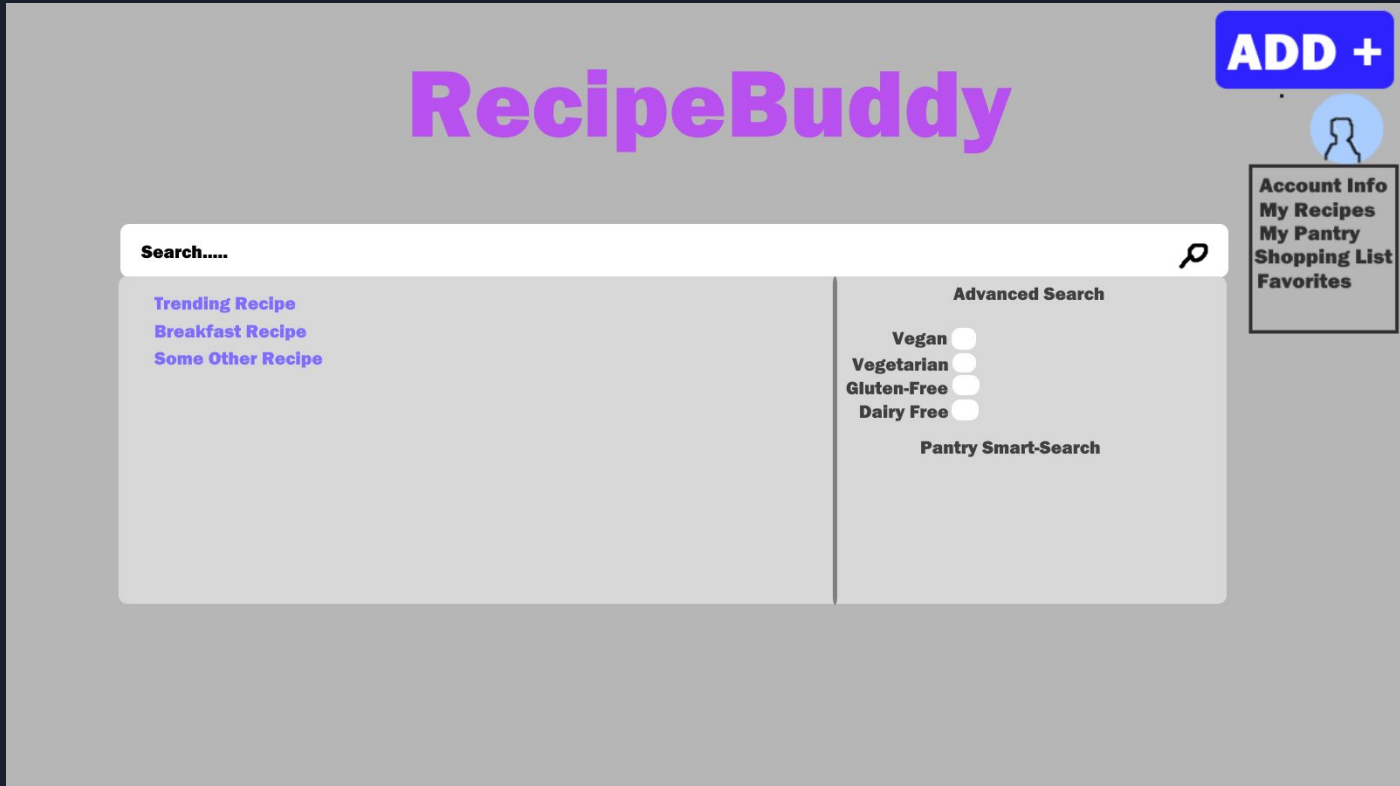 ADD +
RecipeBuddy
Account Info
My Recipes
My Pantry
Shopping List
Favorites
Search.....
Trending Recipe
Breakfast Recipe
Some Other Recipe
Advanced Search
Vegan
Vegetarian
Gluten-Free
Dairy Free
Pantry Smart-Search